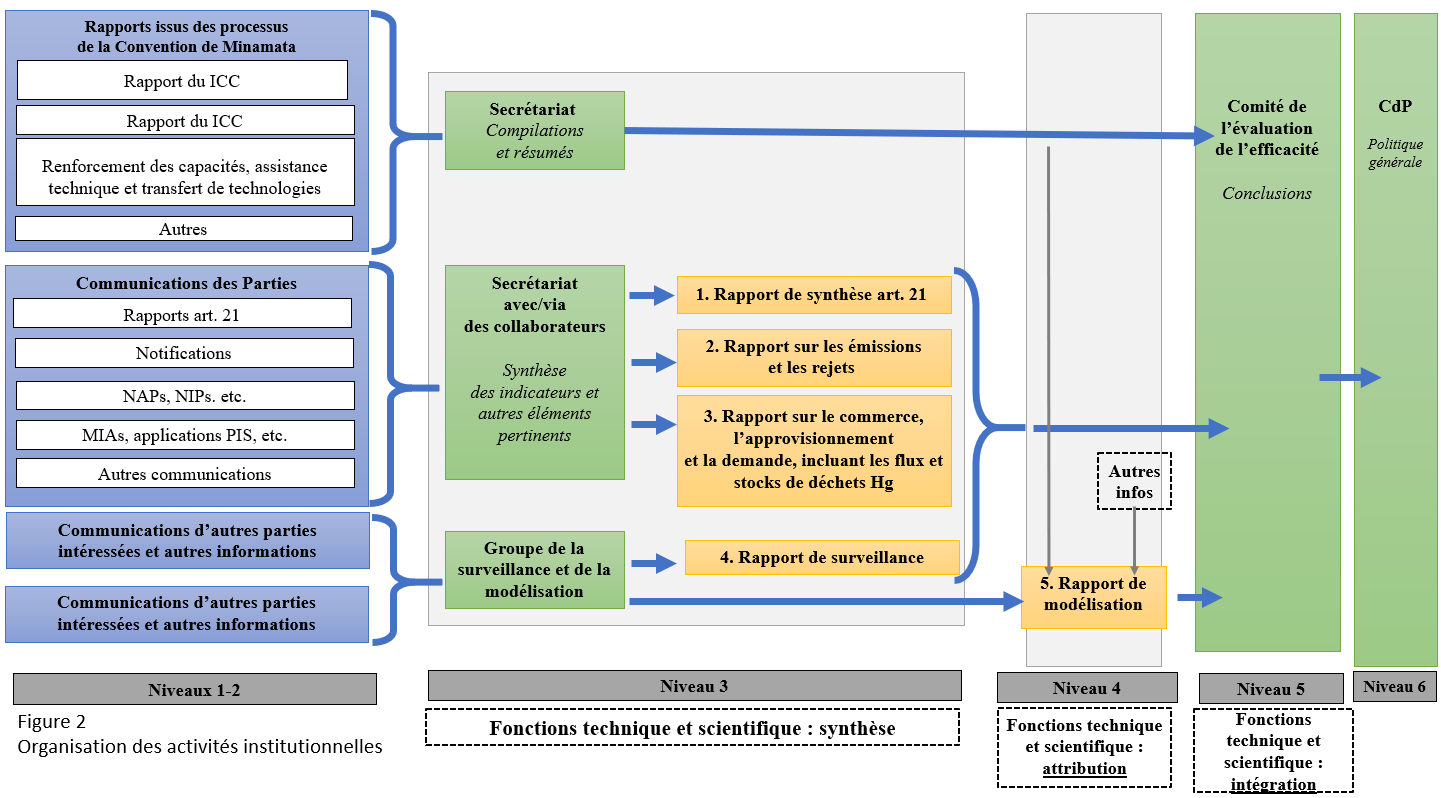 Rapports issus des processus
de la Convention de Minamata
Rapport du ICC
Rapport du ICC
Renforcement des capacités, assistance
technique et transfert de technologies
Autres
Communications des Parties
Rapports art. 21
Notifications
NAPs, NIPs. etc.
MIAs, applications PIS, etc.
Autres communications
Communications d’autres parties
intéressées et autres informations
Communications d’autres parties
intéressées et autres informations
Secrétariat
Compilations
et résumés
Secrétariat
avec/via
des collaborateurs
Synthèse
des indicateurs et
autres éléments
pertinents
Groupe de la
surveillance et de la
modélisation
1. Rapport de synthèse art. 21
2. Rapport sur les émissions
et les rejets
3. Rapport sur le commerce,
l’approvisionnement
et la demande, incluant les flux et
stocks de déchets Hg
4. Rapport de surveillance
Autres
infos
5. Rapport de
modélisation
Comité de
l’évaluation
de l’efficacité
Conclusions
CdP
Politique
générale
Niveaux 1-2
Niveau 3
Niveau 4
Niveau 5
Niveau 6
Figure 2
Organisation des activités institutionnelles
Fonctions technique et scientifique : synthèse
Fonctions technique
et scientifique :
attribution
Fonctions
technique et
scientifique :
intégration